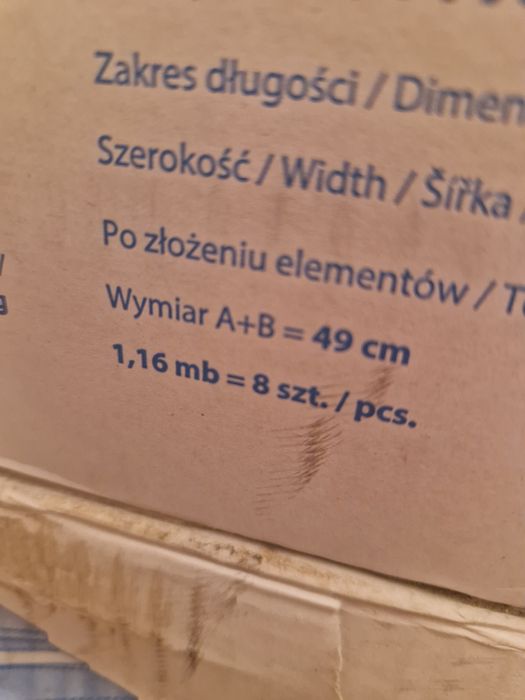 Zakres długości / Dimen
Szerokość / Width / Šířka /
Po złożeniu elementów / T
Wymiar A+B = 49 cm
1,16 mb = 8 szt. / pcs.